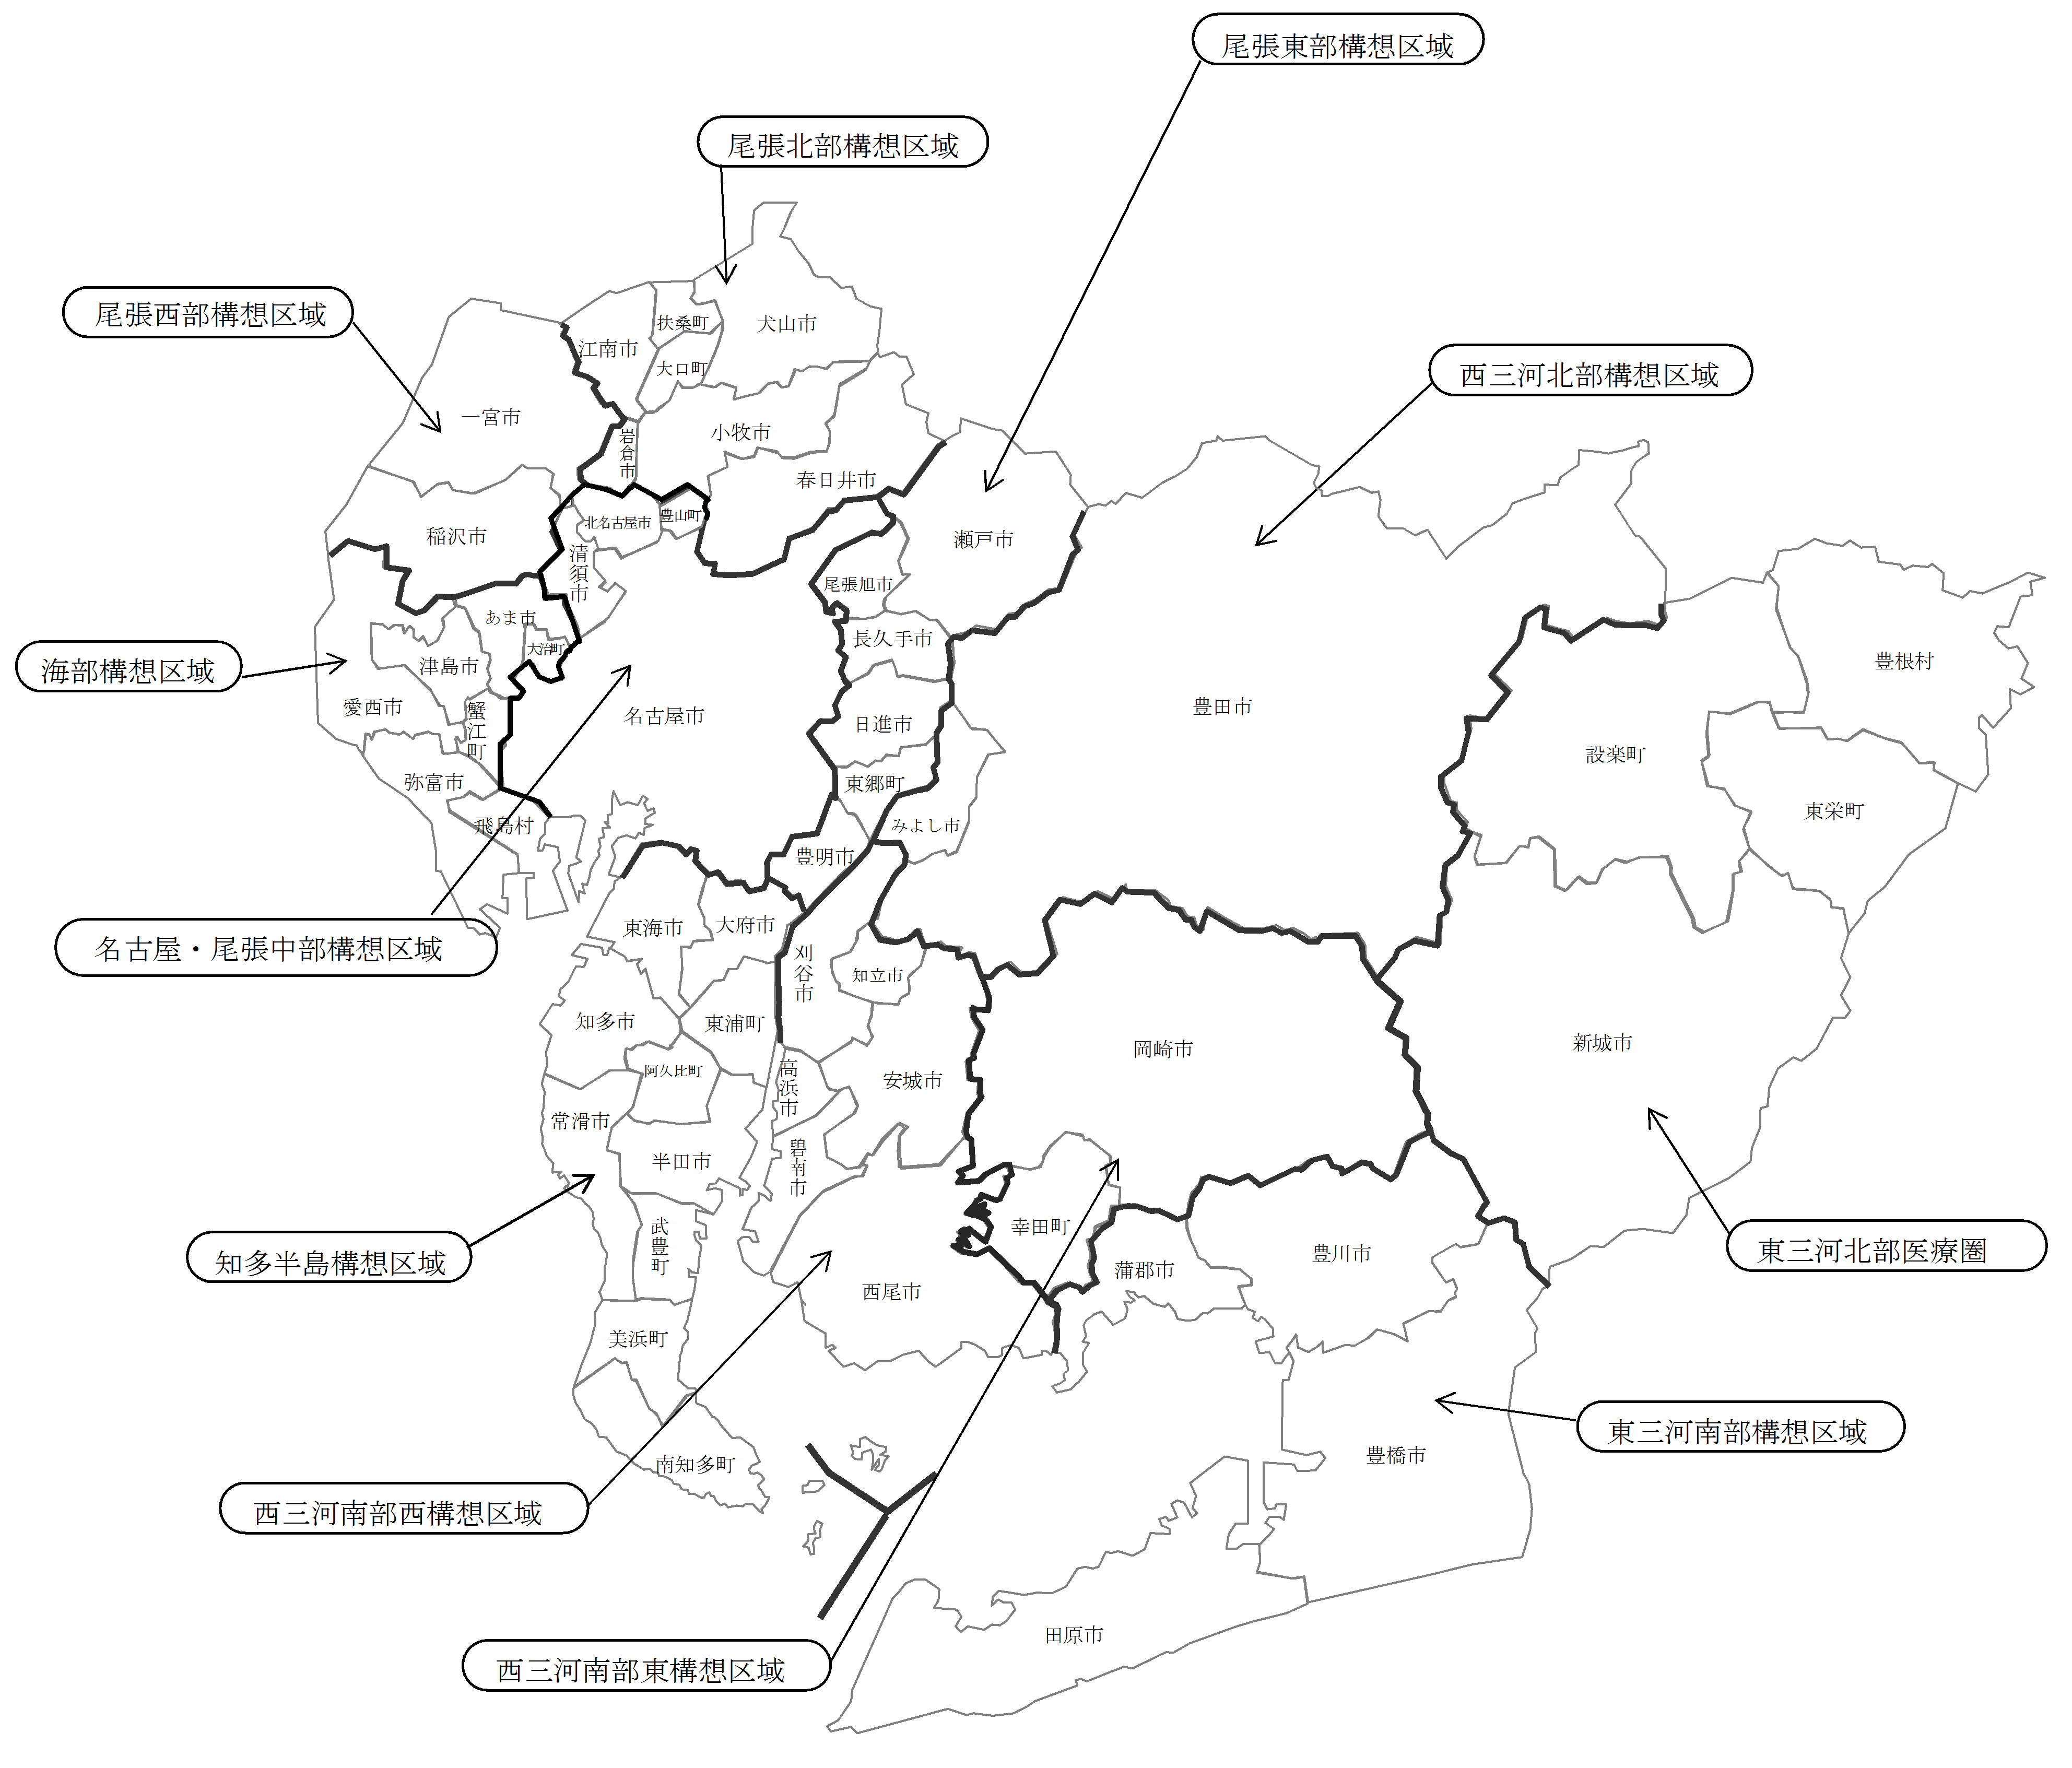 尾張東部構想区域
尾張北部構想区域
尾張西部構想区域
扶桑町
犬山市
江南市
大口町
西三河北部構想区域
一宮市
小牧市
岩倉市
春日井市
稲沢市
北名古屋市
豊山町
瀬戸市
清須市
尾張旭市
あま市
長久手市
大治町
海部構想区域
津島市
豊根村
愛西市
蟹江町
名古屋市
日進市
豊田市
設楽町
弥富市
東郷町
東栄町
飛島村
みよし市
豊明市
東海市
大府市
名古屋・尾張中部構想区域
刈谷市
知立市
知多市
東浦町
岡崎市
新城市
阿久比町
高浜市
安城市
常滑市
半田市
碧南市
武豊町
幸田町
知多半島構想区域
豊川市
東三河北部医療圏
蒲郡市
西尾市
美浜町
東三河南部構想区域
豊橋市
南知多町
西三河南部西構想区域
田原市
西三河南部東構想区域